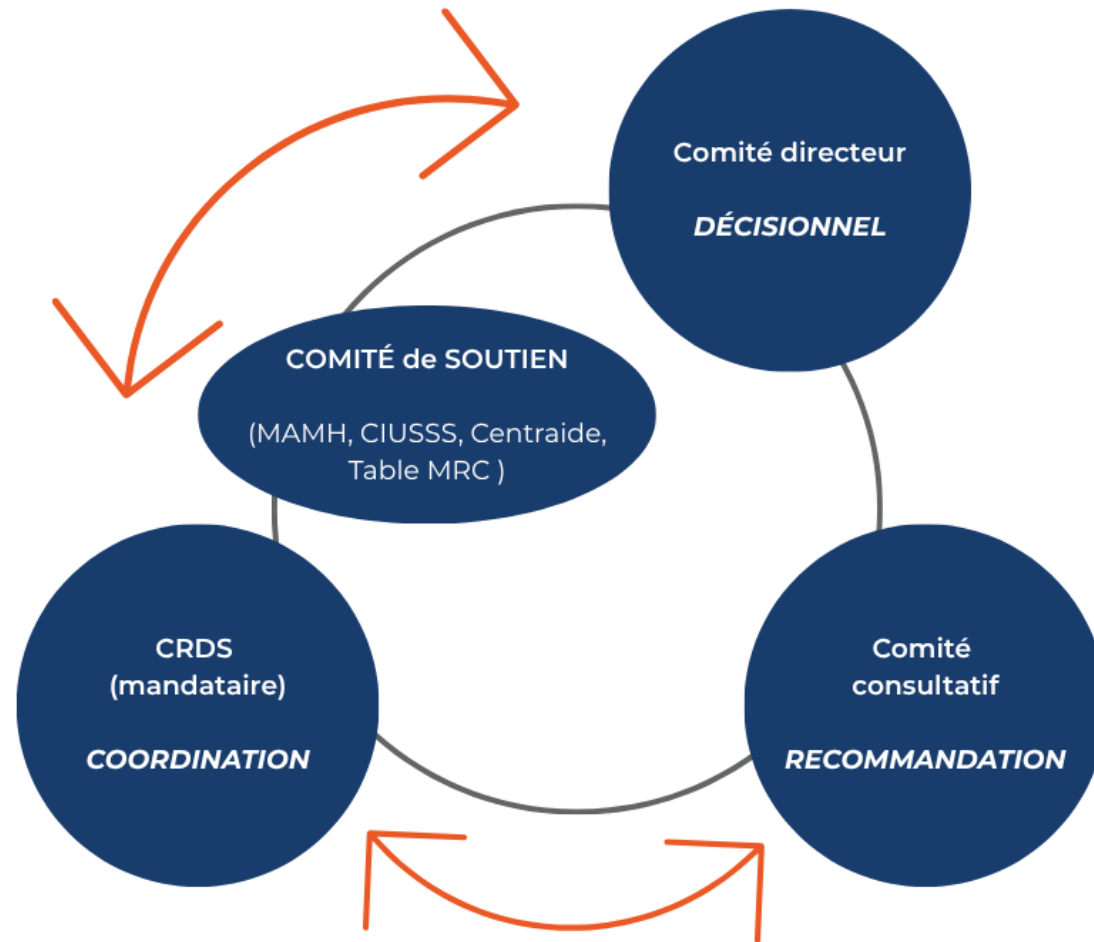 Comité directeur
DÉCISIONNEL
COMITÉ de SOUTIEN
(MAMH, CIUSSS, Centraide,
Table MRC )
CRDS
(mandataire)
COORDINATION
Comité
consultatif
RECOMMANDATION